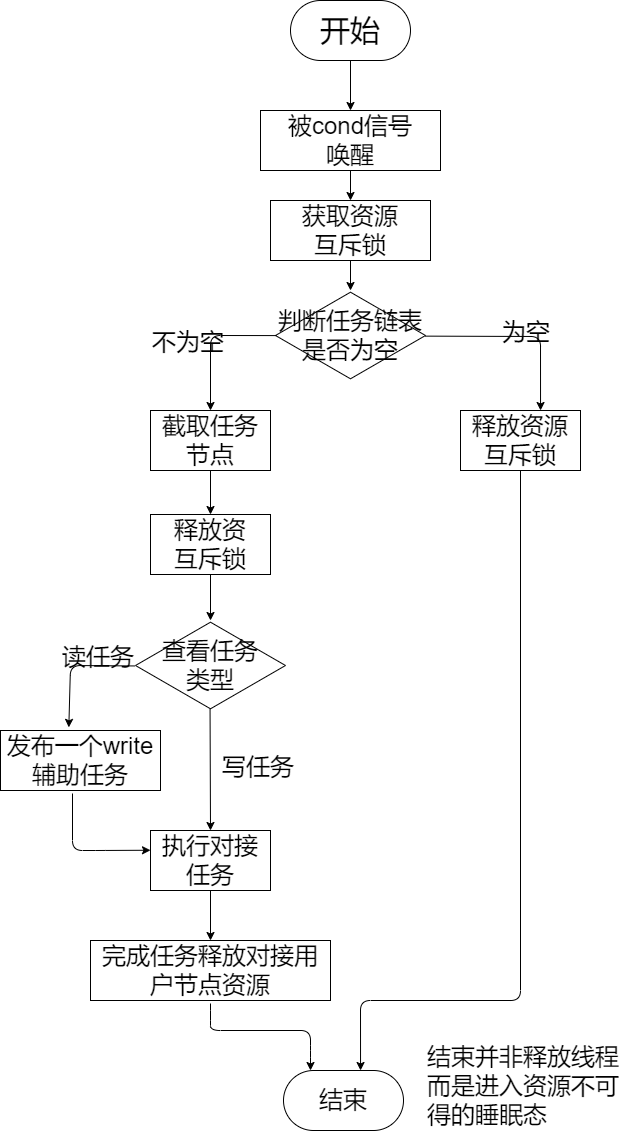 开始
被cond信号
唤醒
获取资源
互斥锁
判断任务链表
是否为空
不为空
为空
截取任务
节点
释放资源
互斥锁
释放资
互斥锁
查看任务
类型
读任务
发布一个write
辅助任务
写任务
执行对接
任务
完成任务释放对接用
户节点资源
结束
结束并非释放线程
而是进入资源不可
得的睡眠态